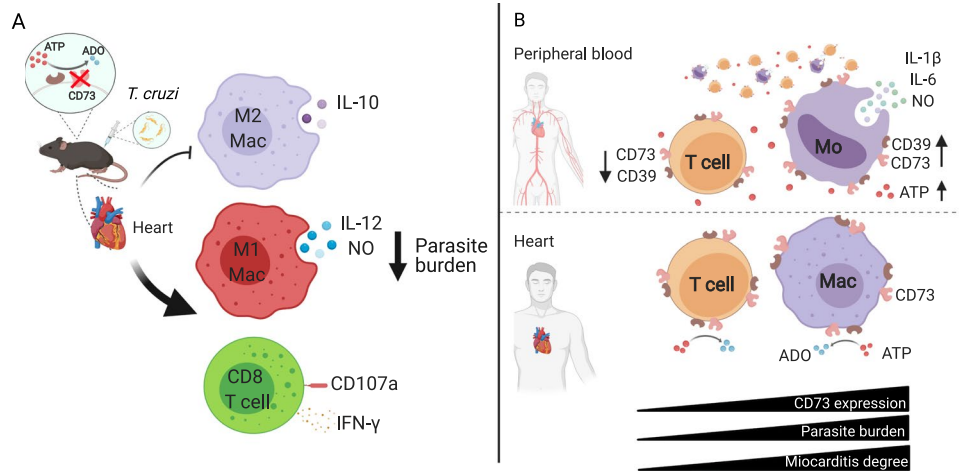 A
ATP
ADO
CD73
T. cruzi
Heart
M2
Mac
IL-10
M1
Mac
IL-12
NO
Parasite
burden
CD8
T cell
CD107a
IFN-γ
B
Peripheral blood
IL-1β
IL-6
NO
CD73
CD39
T cell
Mo
CD39
CD73
ATP
Heart
T cell
Mac
CD73
ADO
ATP
CD73 expression
Parasite burden
Miocarditis degree